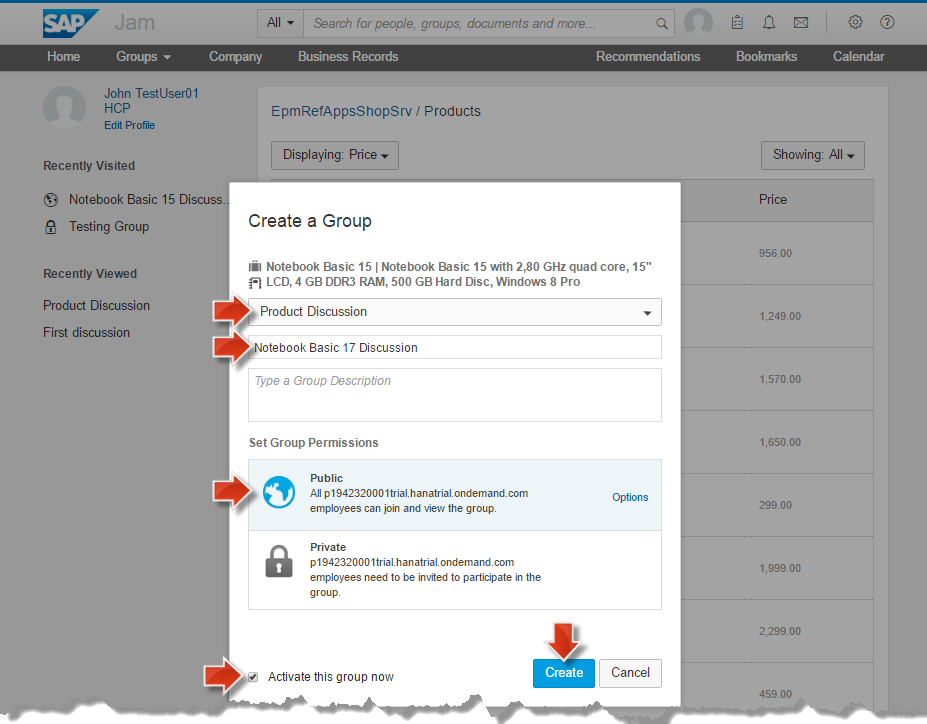 SAP Jam
All
Search for people, groups, documents and more...
Home Groups Company Business Records Recommendations Bookmarks Calendar
John TestUser01
HCP
Edit Profile
Recently Visited
Notebook Basic 15 Discuss...
Testing Group
Recently Viewed
Product Discussion
First discussion
EpmRefAppsShopSrv / Products
Displaying: Price
Showing: All
Price
956.00
1,249.00
1,570.00
1,650.00
299.00
1,999.00
2,299.00
459.00
Create a Group
Notebook Basic 15 | Notebook Basic 15 with 2,80 GHz quad core, 15"
LCD, 4 GB DDR3 RAM, 500 GB Hard Disc, Windows 8 Pro
Product Discussion
Notebook Basic 17 Discussion
Type a Group Description
Set Group Permissions
Public
All p1942320001trial.hanatrial.ondemand.com
employees can join and view the group.
Options
Private
p1942320001trial.hanatrial.ondemand.com
employees need to be invited to participate in the
group.
Activate this group now
Create
Cancel